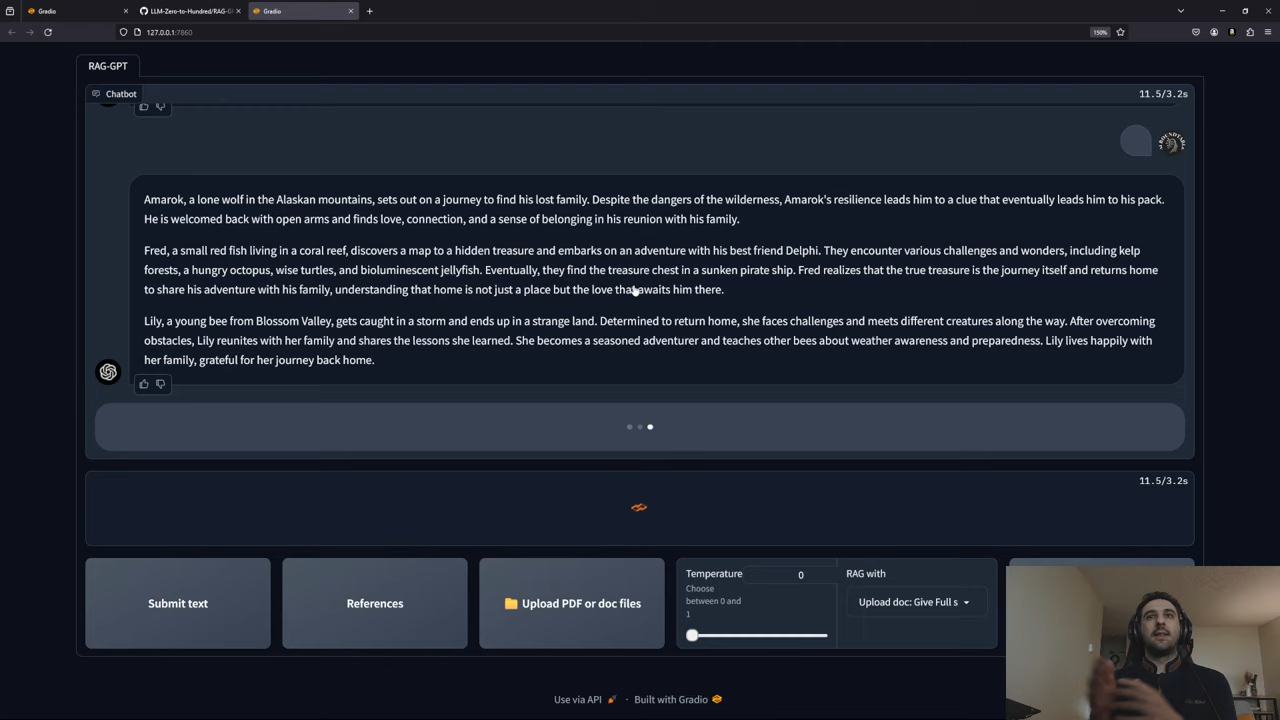 Gradio
LLM-Zero-to-Hundred/RAG-GP
Gradio
127.0.0.1:7860
150%
RAG-GPT
Chatbot
11.5/3.2s
Amarok, a lone wolf in the Alaskan mountains, sets out on a journey to find his lost family. Despite the dangers of the wilderness, Amarok's resilience leads him to a clue that eventually leads him to his pack.
He is welcomed back with open arms and finds love, connection, and a sense of belonging in his reunion with his family.
Fred, a small red fish living in a coral reef, discovers a map to a hidden treasure and embarks on an adventure with his best friend Delphi. They encounter various challenges and wonders, including kelp
forests, a hungry octopus, wise turtles, and bioluminescent jellyfish. Eventually, they find the treasure chest in a sunken pirate ship. Fred realizes that the true treasure is the journey itself and returns home
to share his adventure with his family, understanding that home is not just a place but the love that awaits him there.
Lily, a young bee from Blossom Valley, gets caught in a storm and ends up in a strange land. Determined to return home, she faces challenges and meets different creatures along the way. After overcoming
obstacles, Lily reunites with her family and shares the lessons she learned. She becomes a seasoned adventurer and teaches other bees about weather awareness and preparedness. Lily lives happily with
her family, grateful for her journey back home.
11.5/3.2s
Submit text
References
Upload PDF or doc files
Temperature
0
Choose
between 0 and
1
RAG with
Upload doc: Give Full s
Use via API · Built with Gradio